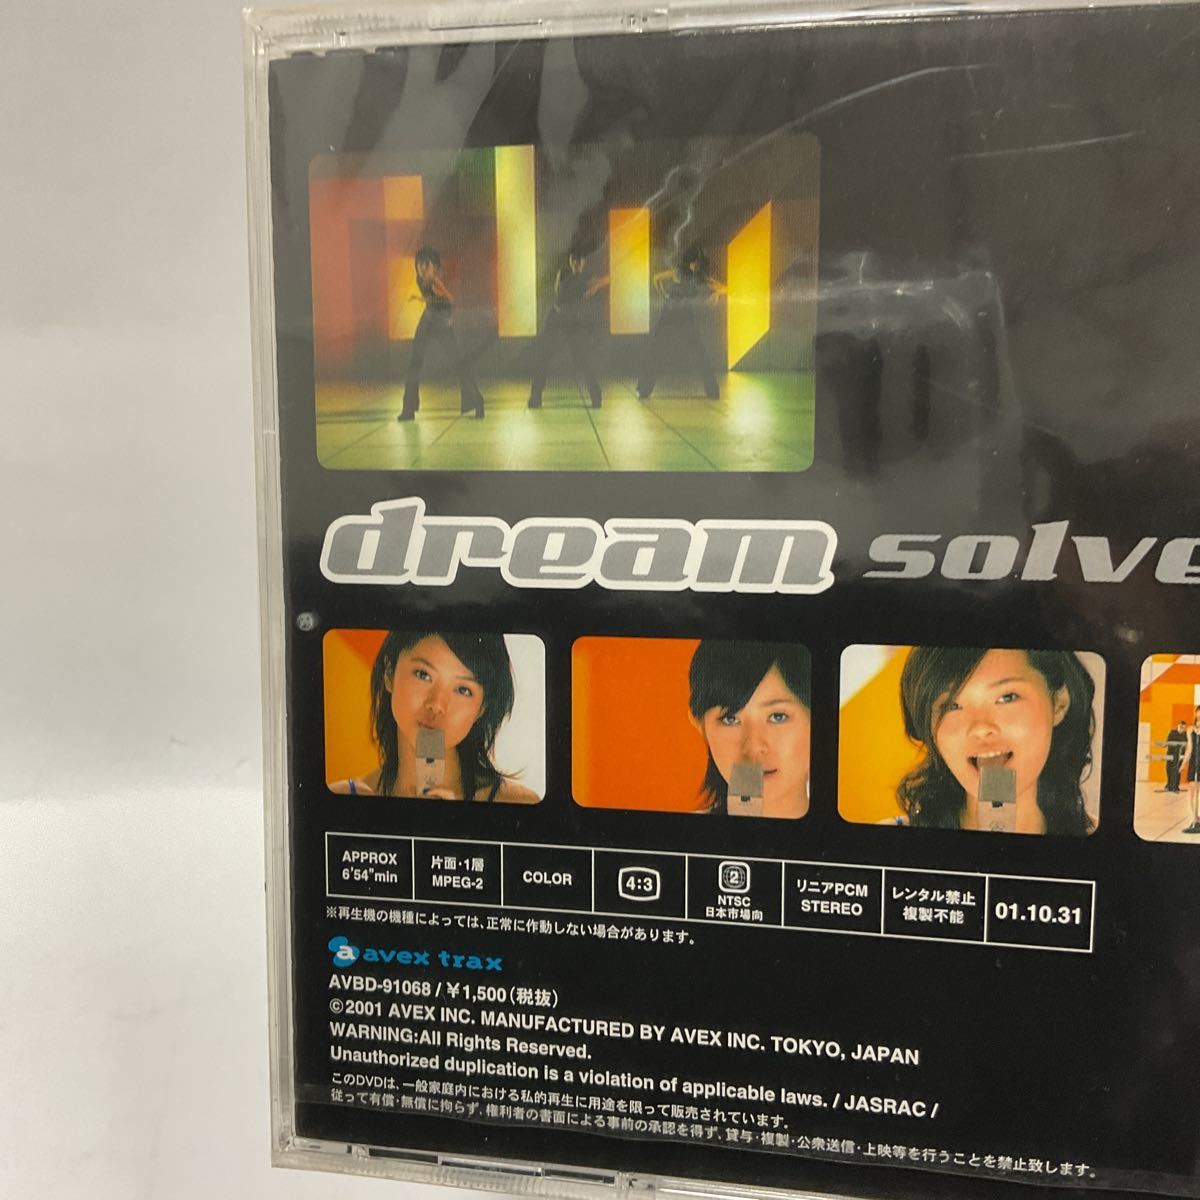 dream solve
APPROX 6'54"min
片面・1層 MPEG-2
COLOR
4:3
2 NTSC 日本市場向
リニアPCM STEREO
レンタル禁止 複製不能
01.10.31
※再生機の機種によっては、正常に作動しない場合があります。
a avex trax
AVBD-91068 / ¥1,500(税抜)
©2001 AVEX INC. MANUFACTURED BY AVEX INC. TOKYO, JAPAN
WARNING:All Rights Reserved.
Unauthorized duplication is a violation of applicable laws. / JASRAC /
このDVDは、一般家庭内における私的再生に用途を限って販売されています。
従って有償・無償に拘らず、権利者の書面による事前の承認を得ず、貸与・複製・公衆送信・上映等を行うことを禁止致します。